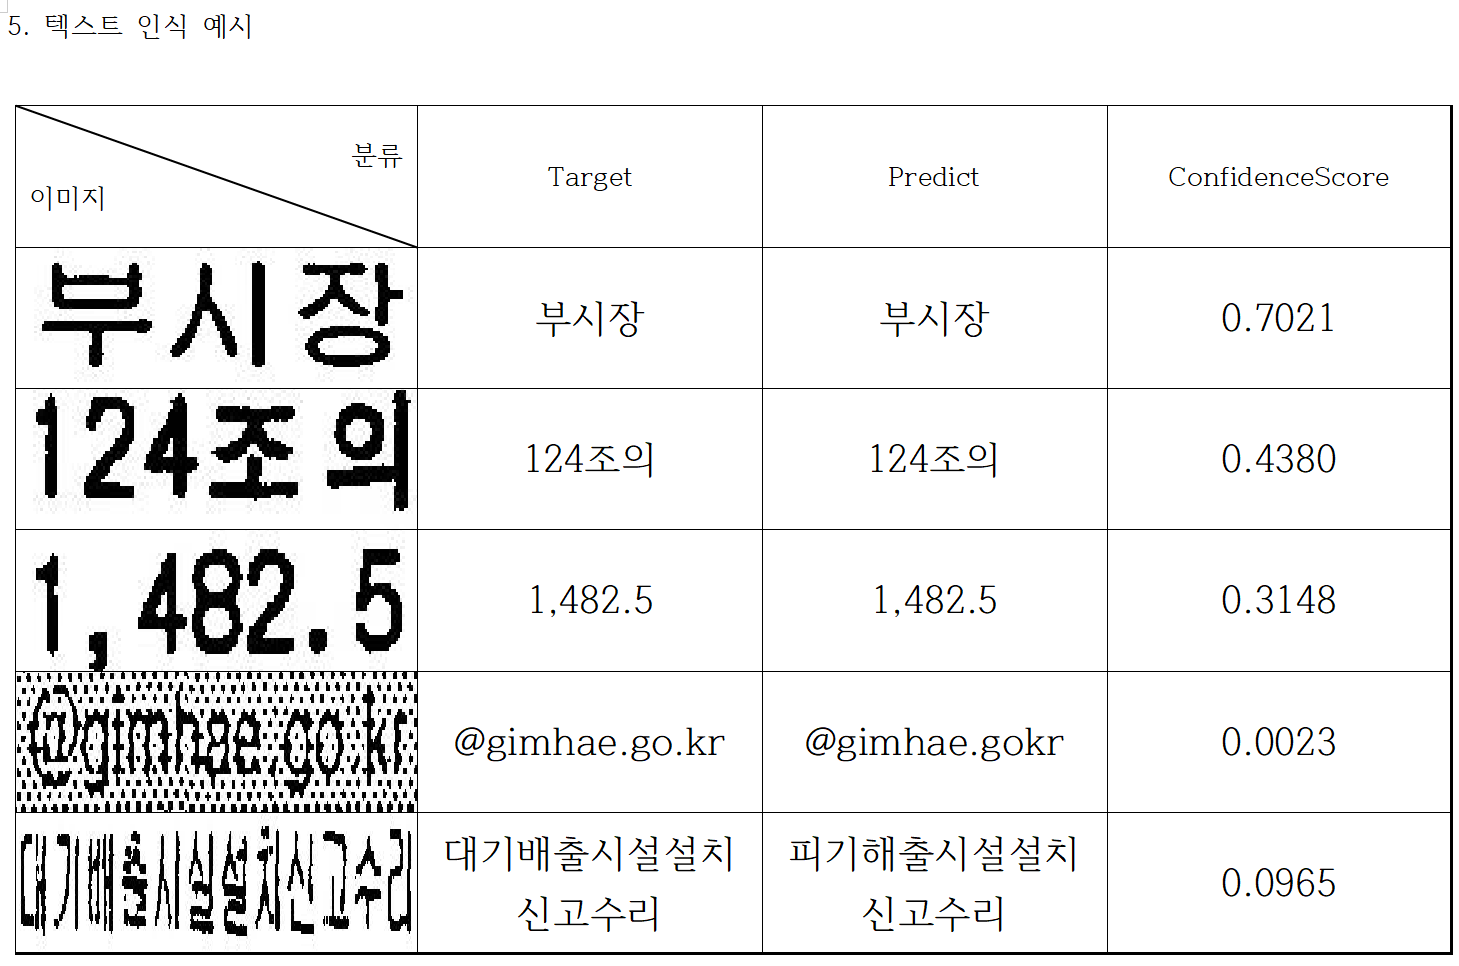 5. 텍스트 인식 예시
분류
이미지
Target
Predict
ConfidenceScore
부시장
부시장
부시장
0.7021
124조의
124조의
124조의
0.4380
1,482.5
1,482.5
1,482.5
0.3148
@gimhae.go.kr
@gimhae.go.kr
@gimhae.gokr
0.0023
대기배출시설설치신고수리
대기배출시설설치
신고수리
피기해출시설설치
신고수리
0.0965